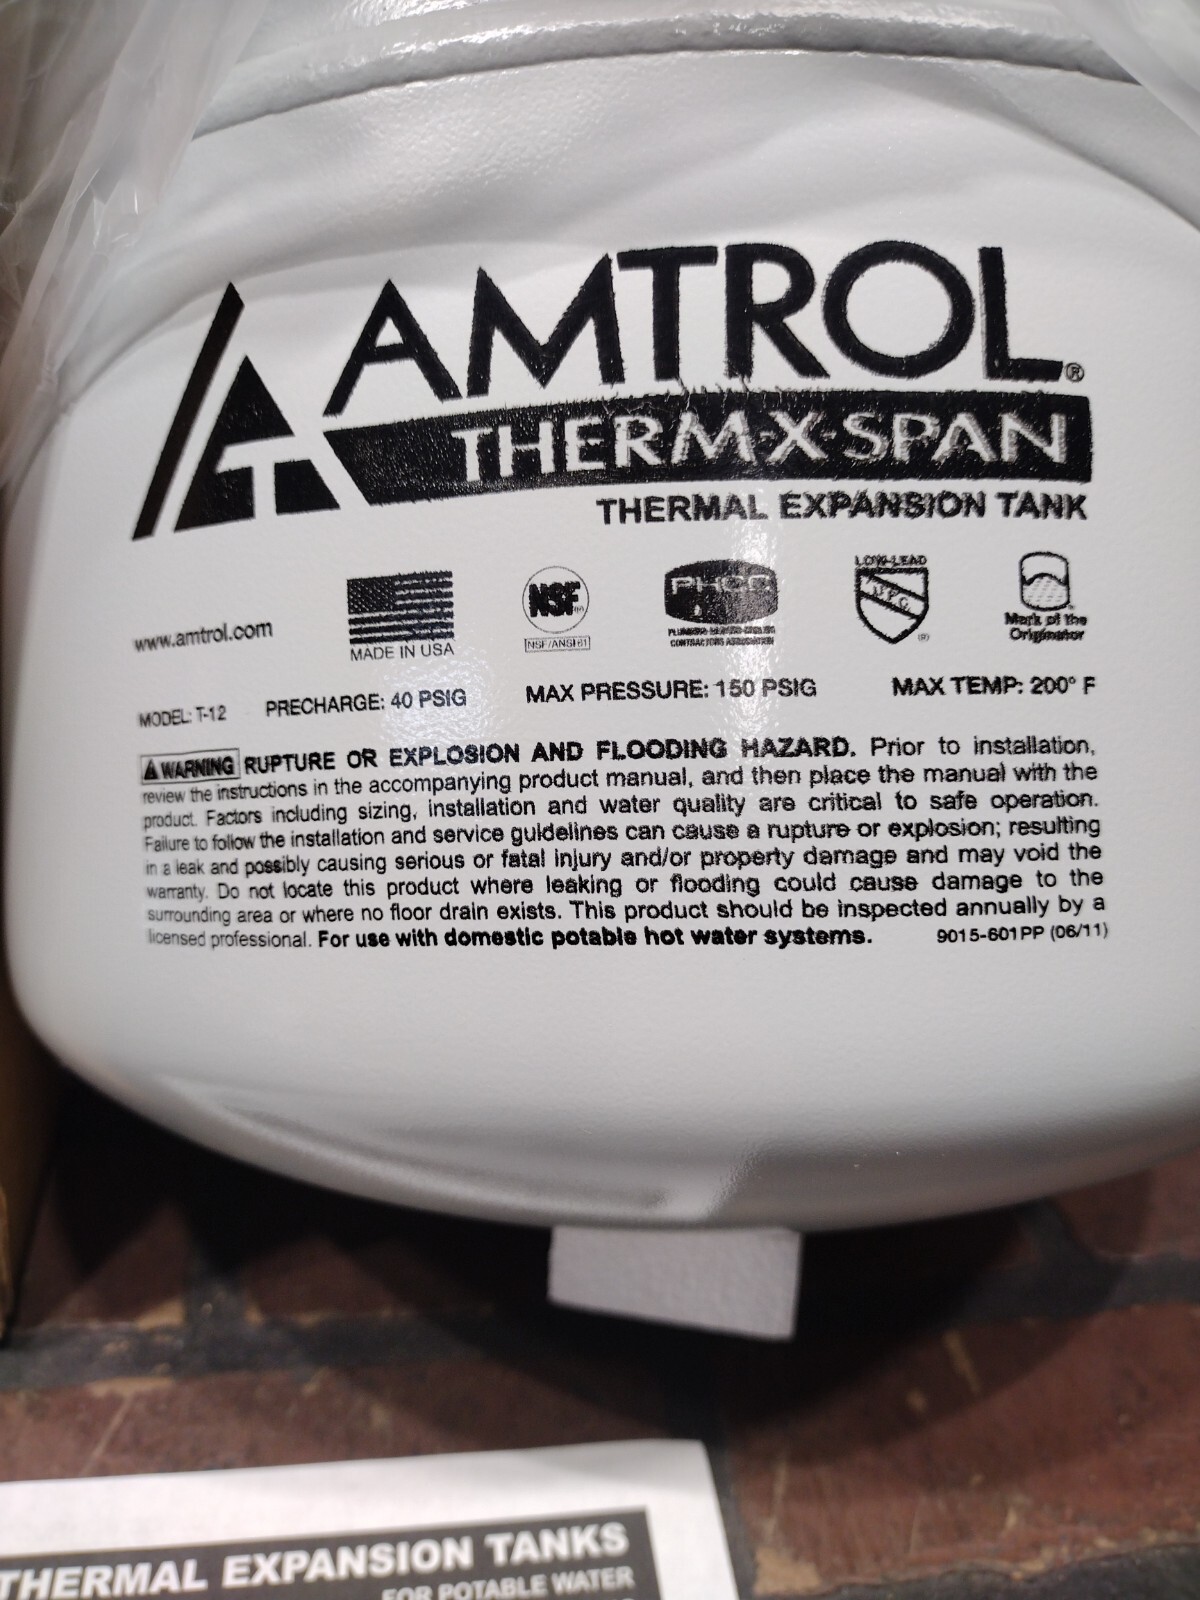 AMTROL®
THERM-X-SPAN
THERMAL EXPANSION TANK
www.amtrol.com
MADE IN USA
NSF
NSF/ANSI 61
PHCC
PLUMBING-HEATING-COOLING
CONTRACTORS ASSOCIATION
LOW-LEAD
UPC
®
Mark of the
Originator
MODEL: T-12 PRECHARGE: 40 PSIG MAX PRESSURE: 150 PSIG MAX TEMP: 200° F
WARNING RUPTURE OR EXPLOSION AND FLOODING HAZARD. Prior to installation,
review the instructions in the accompanying product manual, and then place the manual with the
product. Factors including sizing, installation and water quality are critical to safe operation.
Failure to follow the installation and service guidelines can cause a rupture or explosion; resulting
in a leak and possibly causing serious or fatal injury and/or property damage and may void the
warranty. Do not locate this product where leaking or flooding could cause damage to the
surrounding area or where no floor drain exists. This product should be inspected annually by a
licensed professional. For use with domestic potable hot water systems. 9015-601PP (06/11)
THERMAL EXPANSION TANKS
FOR POTABLE WATER